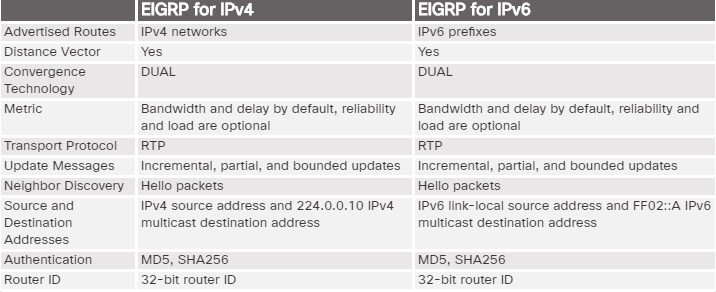 EIGRP for IPv4 EIGRP for IPv6
Advertised Routes IPv4 networks IPv6 prefixes
Distance Vector Yes Yes
Convergence Technology DUAL DUAL
Metric Bandwidth and delay by default, reliability and load are optional Bandwidth and delay by default, reliability and load are optional
Transport Protocol RTP RTP
Update Messages Incremental, partial, and bounded updates Incremental, partial, and bounded updates
Neighbor Discovery Hello packets Hello packets
Source and Destination Addresses IPv4 source address and 224.0.0.10 IPv4 multicast destination address IPv6 link-local source address and FF02::A IPv6 multicast destination address
Authentication MD5, SHA256 MD5, SHA256
Router ID 32-bit router ID 32-bit router ID